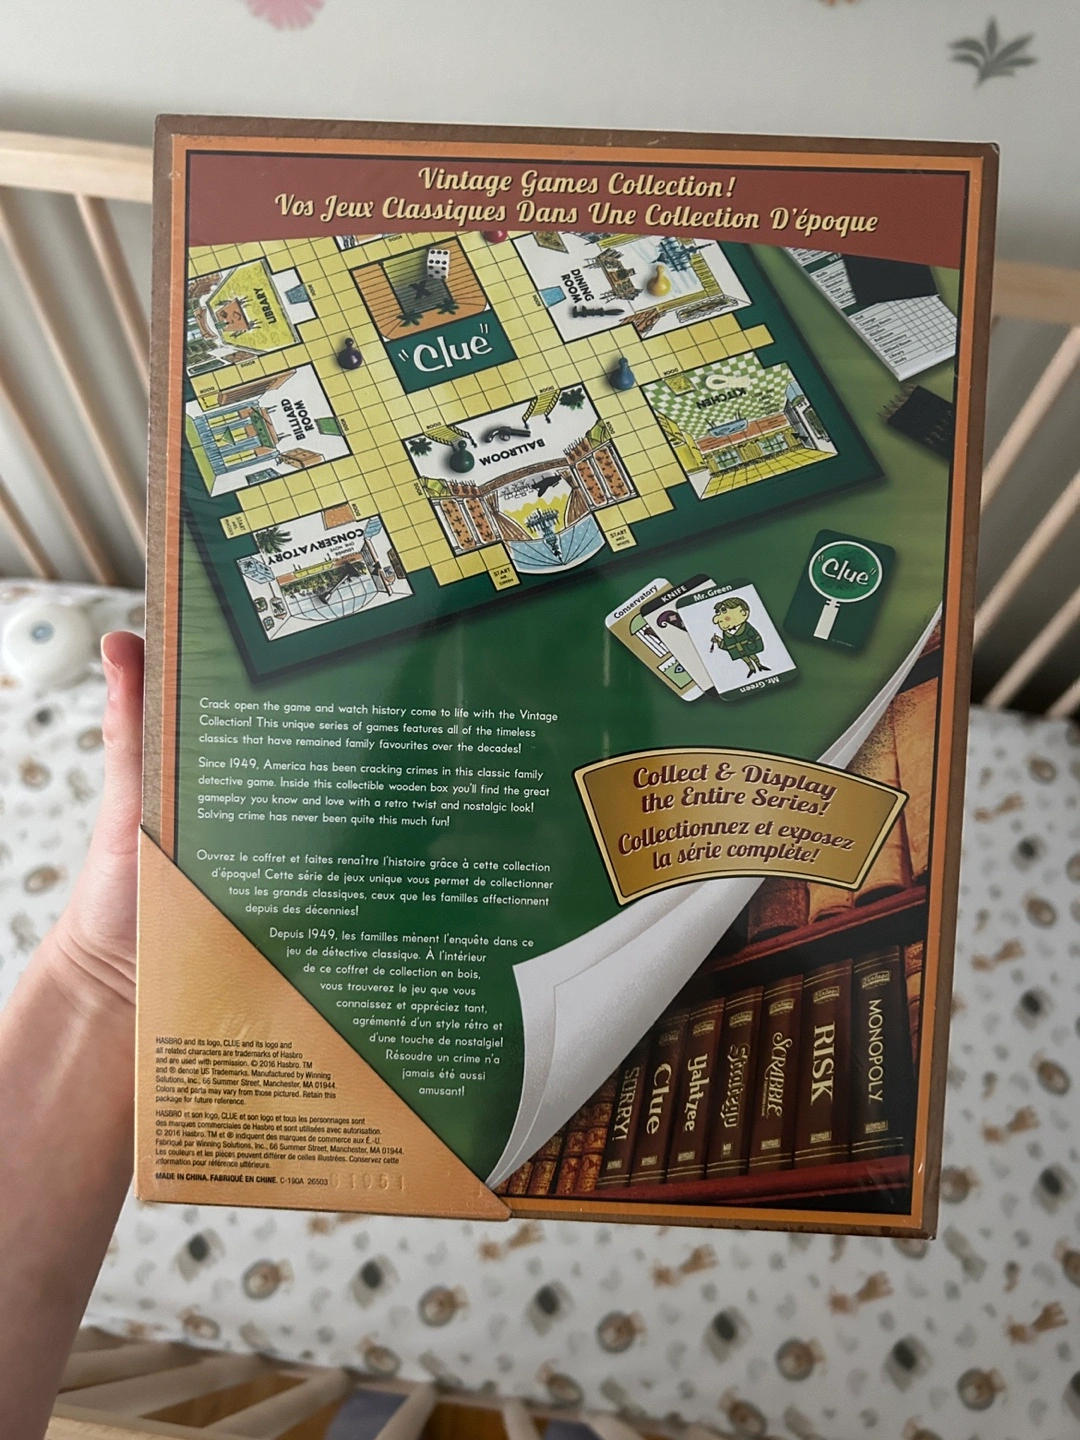 Vintage Games Collection!
Vos Jeux Classiques Dans Une Collection D'époque
LIBRARY
"Clue"
DINING
ROOM
BILLIARD
ROOM
BALLROOM
KITCHEN
CONSERVATORY
START
START
Conservatory
KNIFE
Mr. Green
Mr. Green
"Clue"
Crack open the game and watch history come to life with the Vintage
Collection! This unique series of games features all of the timeless
classics that have remained family favourites over the decades!
Since 1949, America has been cracking crimes in this classic family
detective game. Inside this collectible wooden box you'll find the great
gameplay you know and love with a retro twist and nostalgic look!
Solving crime has never been quite this much fun!
Ouvrez le coffret et faites renaître l'histoire grâce à cette collection
d'époque! Cette série de jeux unique vous permet de collectionner
tous les grands classiques, ceux que les familles affectionnent
depuis des décennies!
Depuis 1949, les familles mènent l'enquête dans ce
jeu de détective classique. À l'intérieur
de ce coffret de collection en bois,
vous trouverez le jeu que vous
connaissez et appréciez tant,
agrémenté d'un style rétro et
d'une touche de nostalgie!
Résoudre un crime n'a
jamais été aussi
amusant!
Collect & Display
the Entire Series!
Collectionnez et exposez
la série complète!
SORRY!
Clue
Yahtzee
Stratego
SCRABBLE
RISK
MONOPOLY
HASBRO and its logo, CLUE and its logo and
all related characters are trademarks of Hasbro
and are used with permission. © 2016 Hasbro. TM
and ® denote US Trademarks. Manufactured by Winning
Solutions, Inc., 66 Summer Street, Manchester, MA 01944.
Colors and parts may vary from those pictured. Retain this
package for future reference.
HASBRO et son logo, CLUE et son logo et tous les personnages sont
des marques commerciales de Hasbro et sont utilisées avec autorisation.
© 2016 Hasbro. TM et ® indiquent des marques de commerce aux É.-U.
Fabriqué par Winning Solutions, Inc., 66 Summer Street, Manchester, MA 01944.
Les couleurs et les pièces peuvent différer de celles illustrées. Conservez cette
information pour référence ultérieure.
MADE IN CHINA. FABRIQUÉ EN CHINE. C-190A 26503